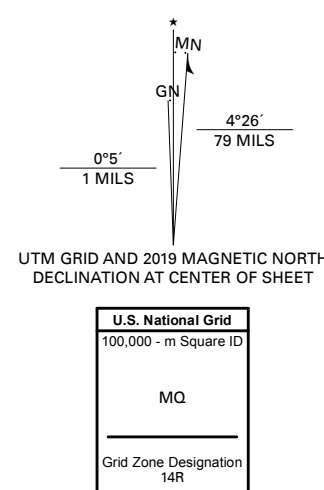 ★
MN
GN
4°26´
79 MILS
0°5´
1 MILS
UTM GRID AND 2019 MAGNETIC NORTH
DECLINATION AT CENTER OF SHEET
U.S. National Grid
100,000 - m Square ID
MQ
Grid Zone Designation
14R